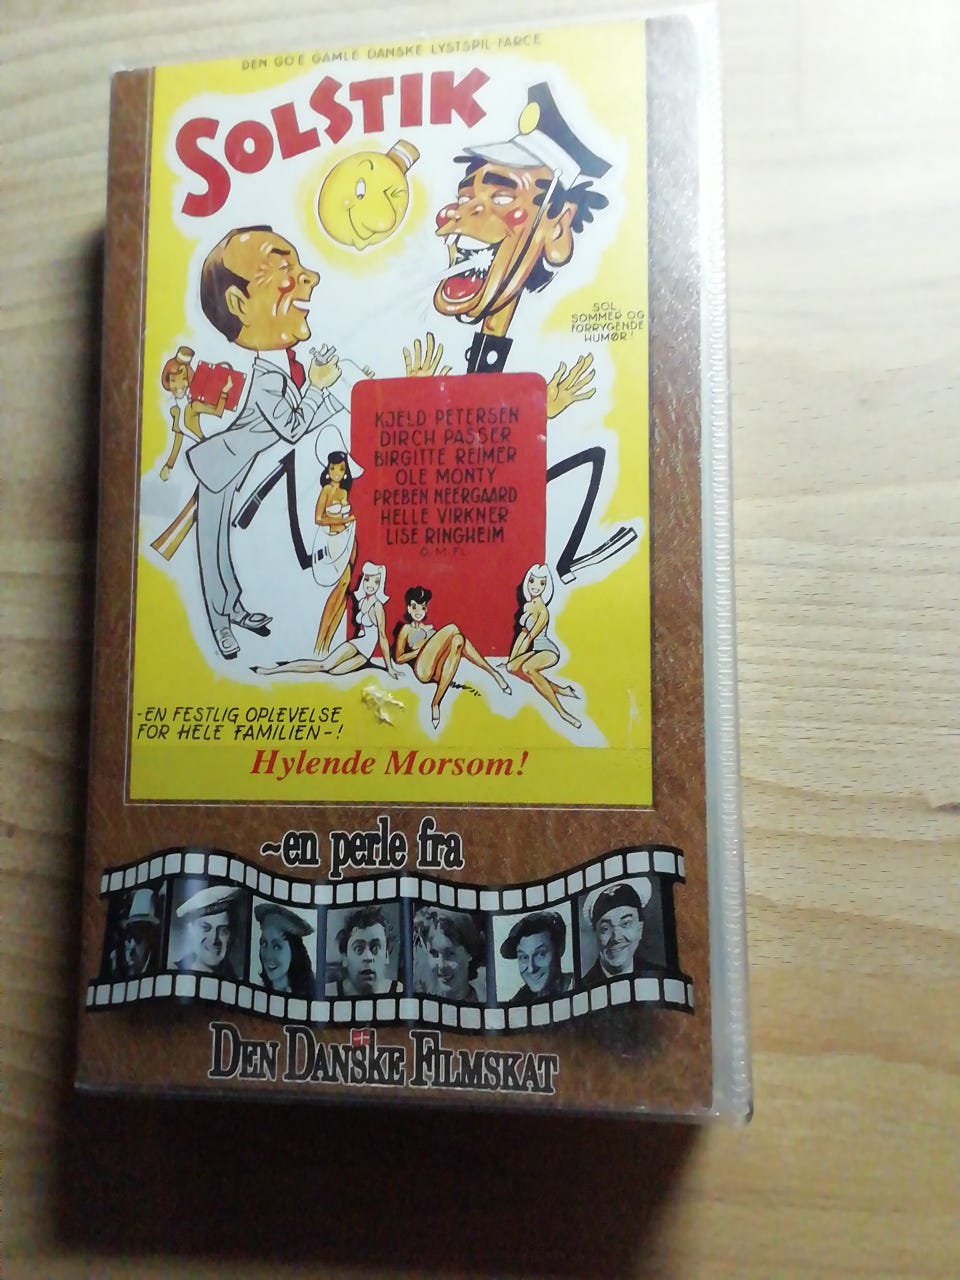 DEN GO'E GAMLE DANSKE LYSTSPIL FARCE
SOLSTIK
SOL,
SOMMER OG
FORRYGENDE
HUMØR!
KJELD PETERSEN
DIRCH PASSER
BIRGITTE REIMER
OLE MONTY
PREBEN NEERGAARD
HELLE VIRKNER
LISE RINGHEIM
O.M.FL.
-EN FESTLIG OPLEVELSE
FOR HELE FAMILIEN-!
Hylende Morsom!
~en perle fra
DEN DANSKE FILMSKAT